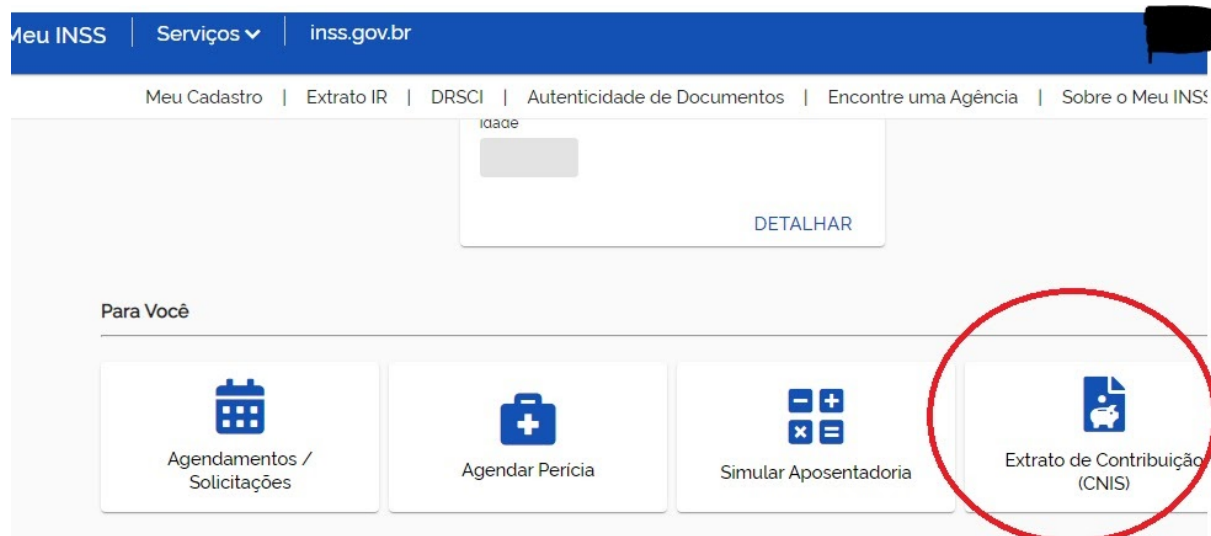 Meu INSS Serviços inss.gov.br
Meu Cadastro | Extrato IR | DRSCI | Autenticidade de Documentos | Encontre uma Agência | Sobre o Meu INSS
Idade
DETALHAR
Para Você
Agendamentos /
Solicitações
Agendar Perícia
Simular Aposentadoria
Extrato de Contribuição
(CNIS)